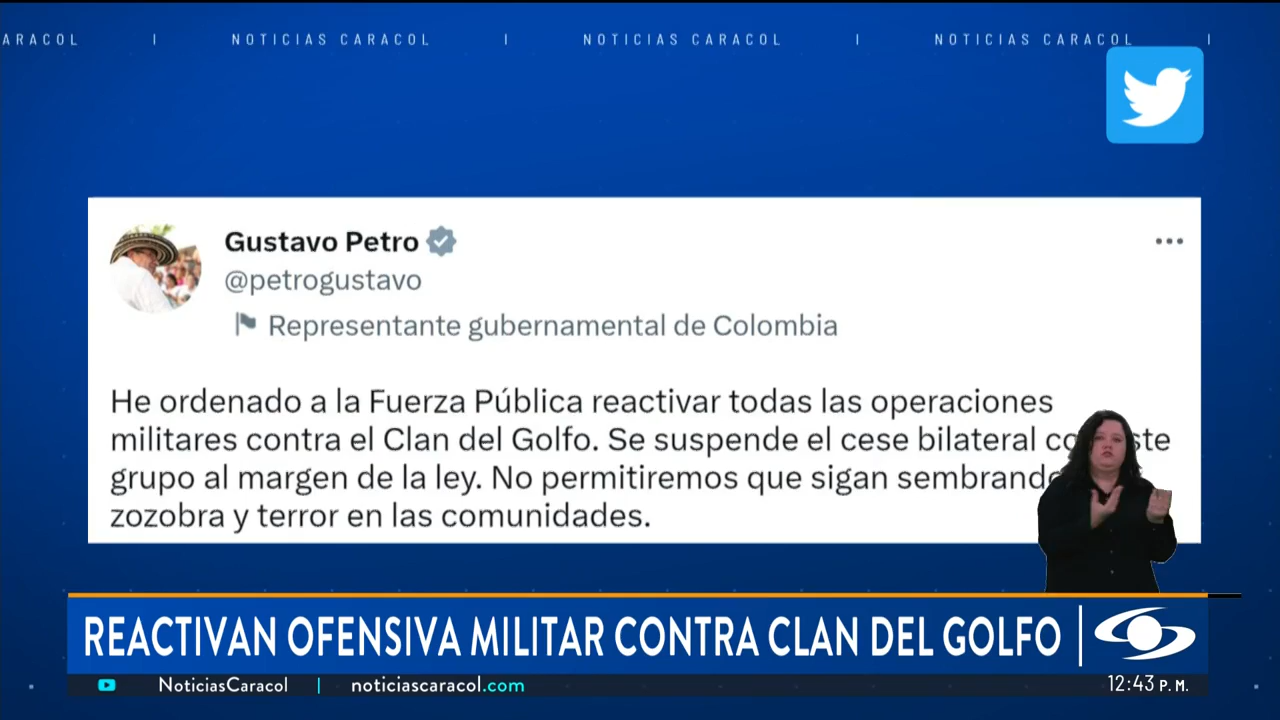 ARACOL | NOTICIAS CARACOL | NOTICIAS CARACOL | NOTICIAS CARACOL |
Gustavo Petro
@petrogustavo
Representante gubernamental de Colombia
He ordenado a la Fuerza Pública reactivar todas las operaciones
militares contra el Clan del Golfo. Se suspende el cese bilateral
grupo al margen de la ley. No permitiremos que sigan sembrando
zozobra y terror en las comunidades.
REACTIVAN OFENSIVA MILITAR CONTRA CLAN DEL GOLFO
NoticiasCaracol | noticiascaracol.com
12:43 P. M.